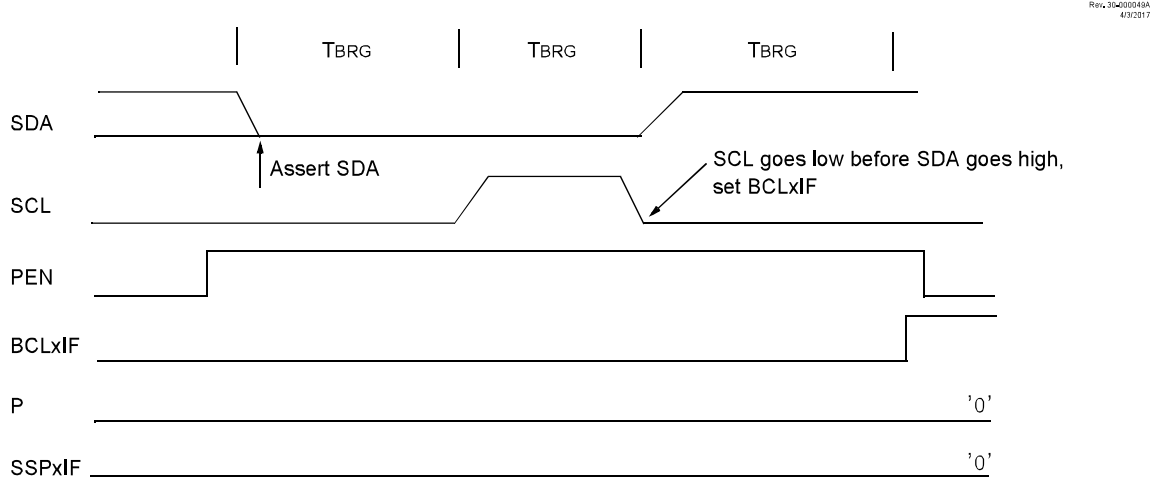 Rev. 30-000049A
4/3/2017
TBRG TBRG TBRG
SDA
Assert SDA
SCL goes low before SDA goes high,
set BCLxIF
SCL
PEN
BCLxIF
P '0'
SSPxIF '0'